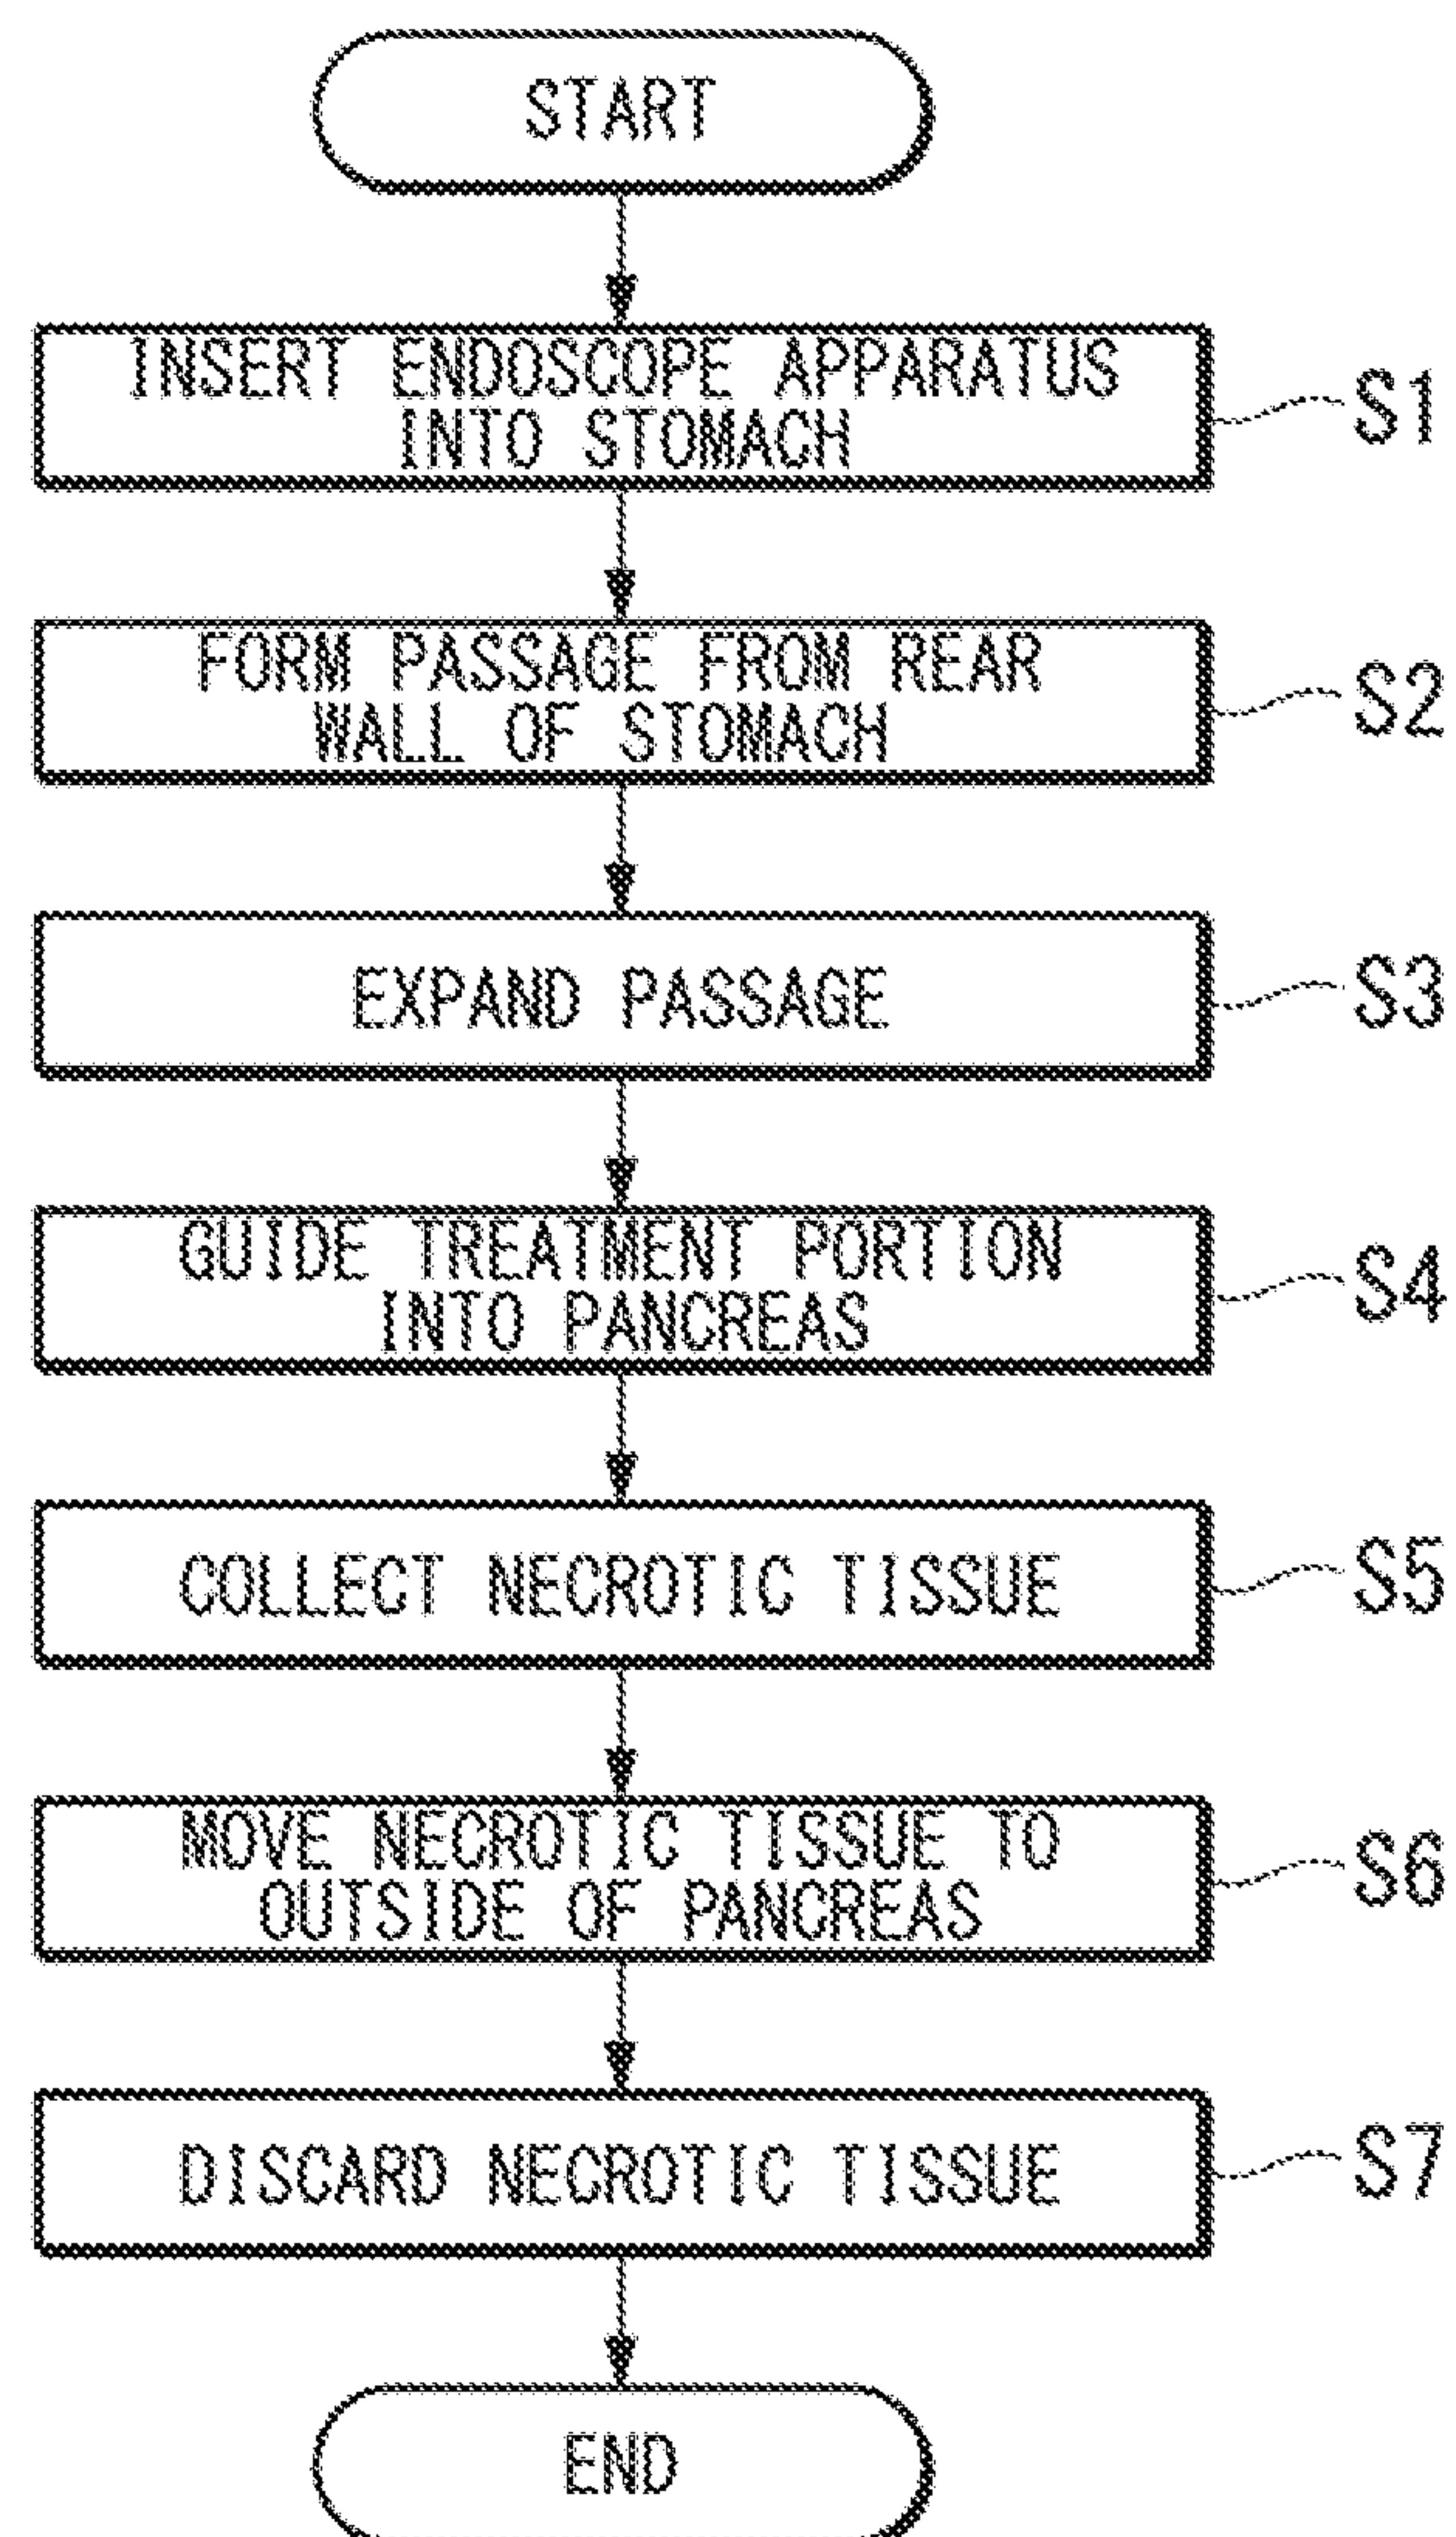 START
INSERT ENDOSCOPE APPARATUS
INTO STOMACH
S1
FORM PASSAGE FROM REAR
WALL OF STOMACH
S2
EXPAND PASSAGE
S3
GUIDE TREATMENT PORTION
INTO PANCREAS
S4
COLLECT NECROTIC TISSUE
S5
MOVE NECROTIC TISSUE TO
OUTSIDE OF PANCREAS
S6
DISCARD NECROTIC TISSUE
S7
END